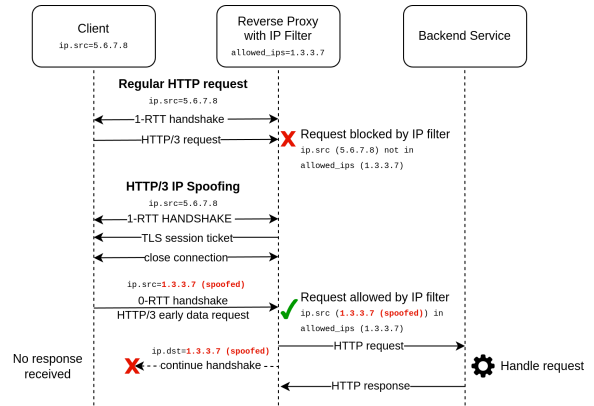 Client
ip.src=5.6.7.8
Reverse Proxy
with IP Filter
allowed_ips=1.3.3.7
Backend Service
Regular HTTP request
ip.src=5.6.7.8
1-RTT handshake
HTTP/3 request
Request blocked by IP filter
ip.src (5.6.7.8) not in
allowed_ips (1.3.3.7)
HTTP/3 IP Spoofing
ip.src=5.6.7.8
1-RTT HANDSHAKE
TLS session ticket
close connection
ip.src=1.3.3.7 (spoofed)
0-RTT handshake
HTTP/3 early data request
Request allowed by IP filter
ip.src (1.3.3.7 (spoofed)) in
allowed_ips (1.3.3.7)
HTTP request
ip.dst=1.3.3.7 (spoofed)
continue handshake
No response
received
Handle request
HTTP response